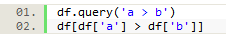 01. df.query('a > b')
02. df[df['a'] > df['b']]